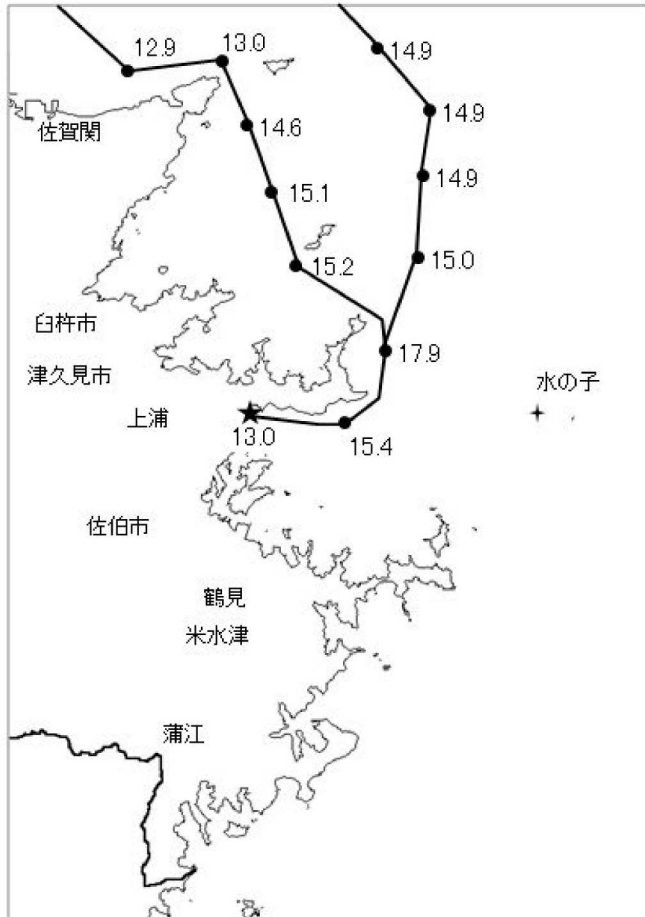 12.9
13.0
14.9
佐賀関
14.6
14.9
15.1
14.9
15.2
15.0
臼杵市
17.9
津久見市
水の子
上浦
13.0
15.4
佐伯市
鶴見
米水津
蒲江